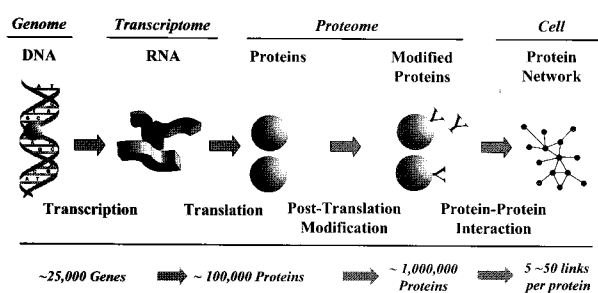 Genome Transcriptome Proteome Cell
DNA RNA Proteins Modified Proteins Protein Network
Transcription Translation Post-Translation Modification Protein-Protein Interaction
~25,000 Genes ~ 100,000 Proteins ~ 1,000,000 Proteins 5 ~50 links per protein